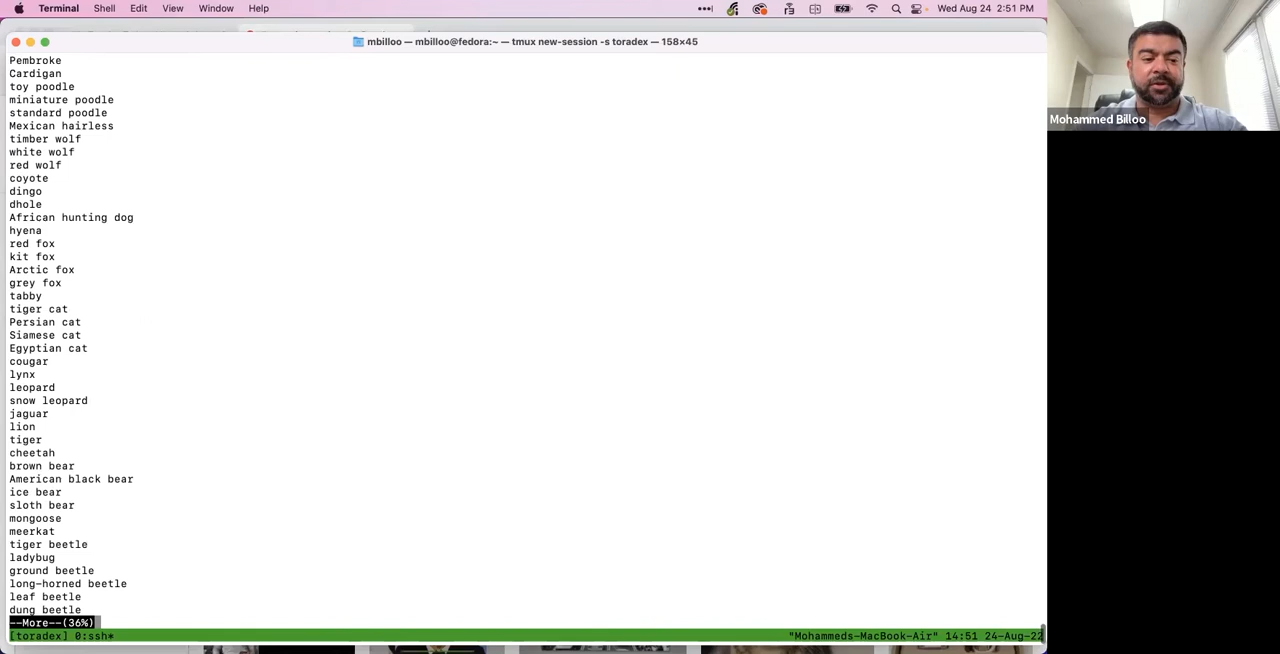 Terminal Shell Edit View Window Help Wed Aug 24 2:51 PM
mbilloo — mbilloo@fedora:~ — tmux new-session -s toradex — 158×45
Pembroke
Cardigan
toy poodle
miniature poodle
standard poodle
Mexican hairless
timber wolf
white wolf
red wolf
coyote
dingo
dhole
African hunting dog
hyena
red fox
kit fox
Arctic fox
grey fox
tabby
tiger cat
Persian cat
Siamese cat
Egyptian cat
cougar
lynx
leopard
snow leopard
jaguar
lion
tiger
cheetah
brown bear
American black bear
ice bear
sloth bear
mongoose
meerkat
tiger beetle
ladybug
ground beetle
long-horned beetle
leaf beetle
dung beetle
--More--(36%)
[toradex] 0:ssh* "Mohammeds-MacBook-Air" 14:51 24-Aug-22
Mohammed Billoo